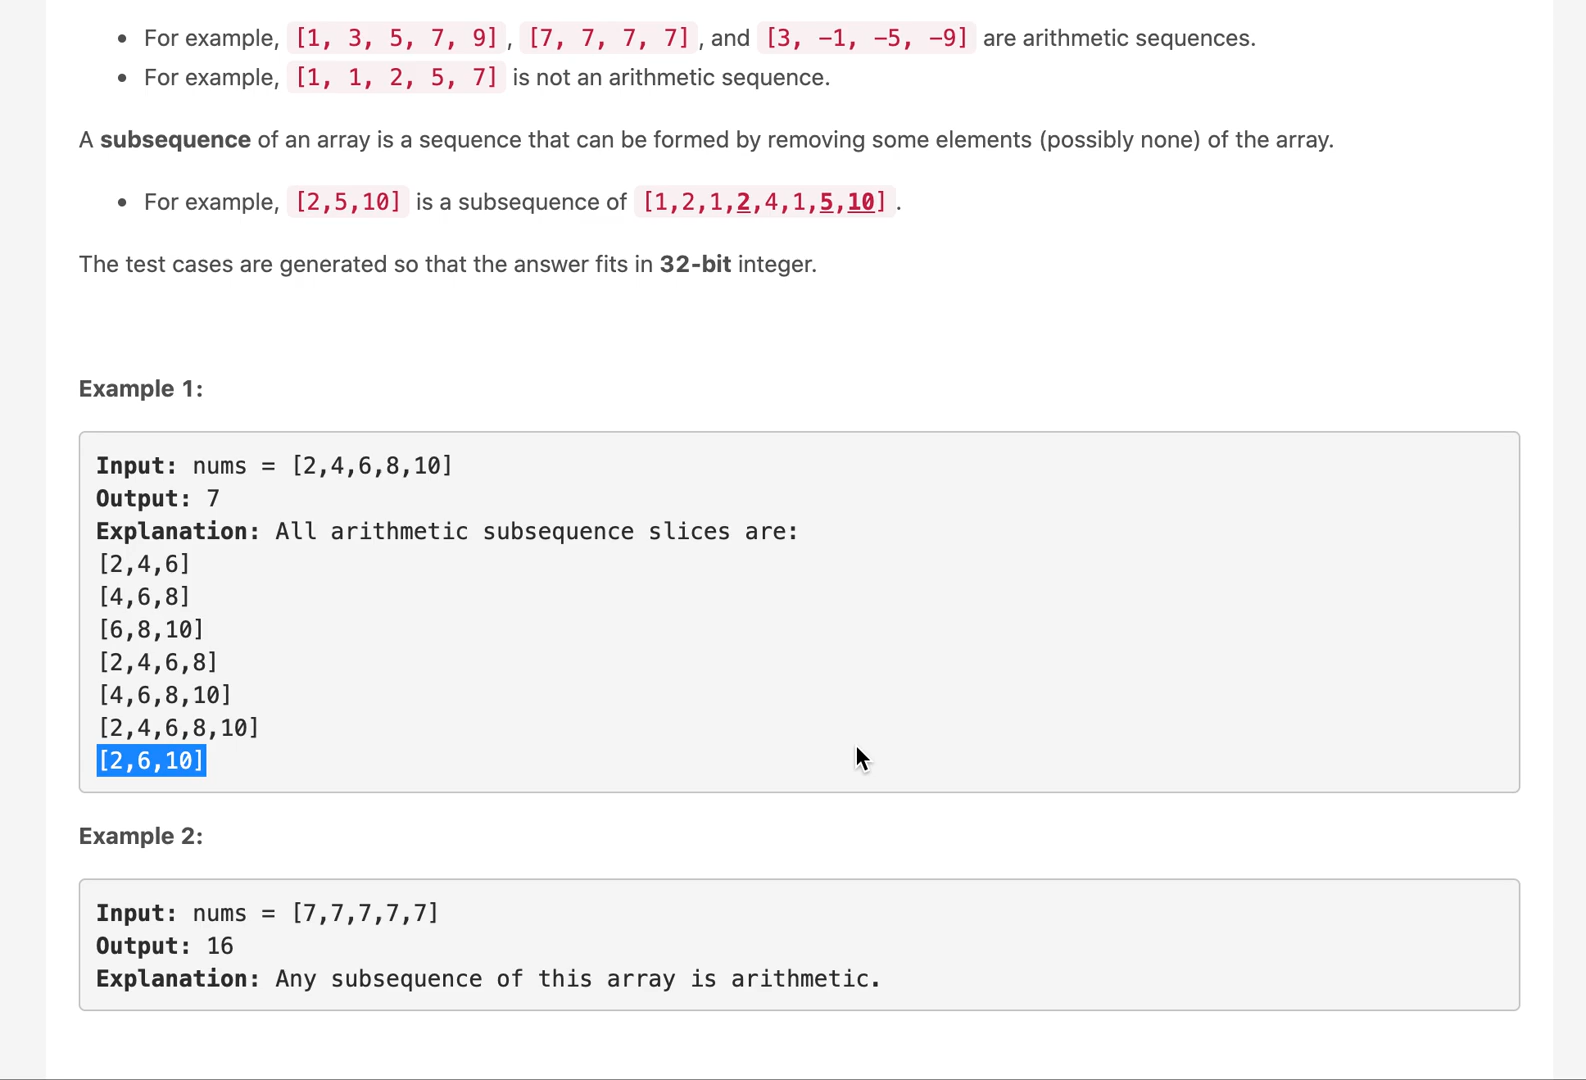 For example, [1, 3, 5, 7, 9], [7, 7, 7, 7], and [3, −1, −5, −9] are arithmetic sequences.
For example, [1, 1, 2, 5, 7] is not an arithmetic sequence.
A subsequence of an array is a sequence that can be formed by removing some elements (possibly none) of the array.
For example, [2,5,10] is a subsequence of [1,2,1,2,4,1,5,10].
The test cases are generated so that the answer fits in 32-bit integer.
Example 1:
Input: nums = [2,4,6,8,10]
Output: 7
Explanation: All arithmetic subsequence slices are:
[2,4,6]
[4,6,8]
[6,8,10]
[2,4,6,8]
[4,6,8,10]
[2,4,6,8,10]
[2,6,10]
Example 2:
Input: nums = [7,7,7,7,7]
Output: 16
Explanation: Any subsequence of this array is arithmetic.